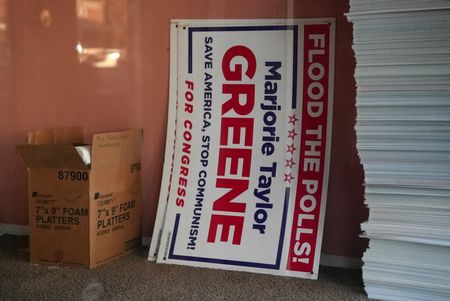 FLOOD THE POLLS!
Marjorie Taylor
GREENE
SAVE AMERICA, STOP COMMUNISM!
FOR CONGRESS
87900
7"x 9" FOAM
PLATTERS
87900
7"x 9" FOAM
PLATTERS